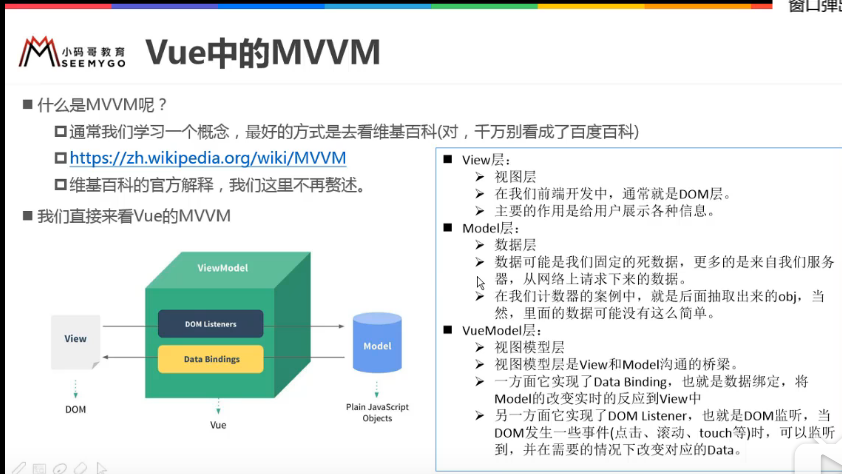 窗口弹出
小码哥教育
SEEMYGO
Vue中的MVVM
什么是MVVM呢？
通常我们学习一个概念，最好的方式是去看维基百科(对，千万别看成了百度百科)
https://zh.wikipedia.org/wiki/MVVM
维基百科的官方解释，我们这里不再赘述。
我们直接来看Vue的MVVM
ViewModel
DOM Listeners
Data Bindings
View
Model
DOM
Vue
Plain JavaScript
Objects
View层：
视图层
在我们前端开发中，通常就是DOM层。
主要的作用是给用户展示各种信息。
Model层：
数据层
数据可能是我们固定的死数据，更多的是来自我们服务
器，从网络上请求下来的数据。
在我们计数器的案例中，就是后面抽取出来的obj，当
然，里面的数据可能没有这么简单。
VueModel层：
视图模型层
视图模型层是View和Model沟通的桥梁。
一方面它实现了Data Binding，也就是数据绑定，将
Model的改变实时的反应到View中
另一方面它实现了DOM Listener，也就是DOM监听，当
DOM发生一些事件(点击、滚动、touch等)时，可以监听
到，并在需要的情况下改变对应的Data。